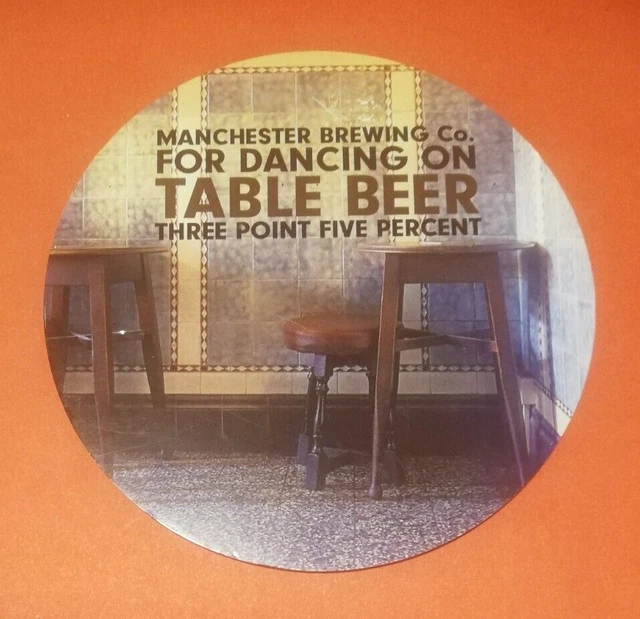 MANCHESTER BREWING Co.
FOR DANCING ON
TABLE BEER
THREE POINT FIVE PERCENT